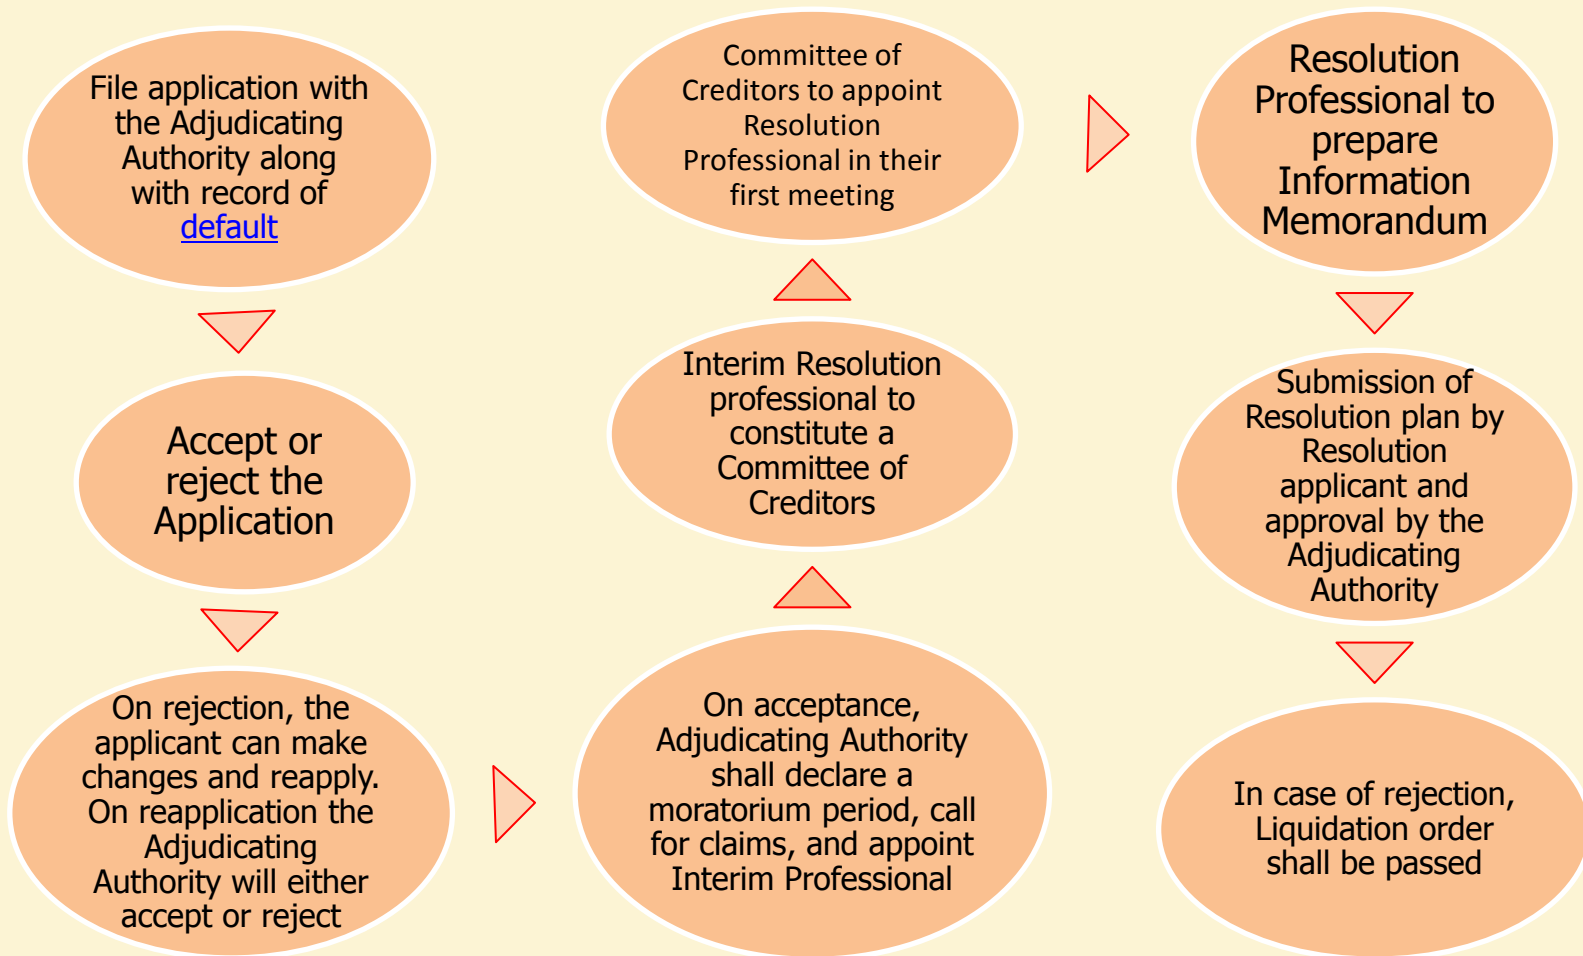 File application with
the Adjudicating
Authority along
with record of
default
Accept or
reject the
Application
On rejection, the
applicant can make
changes and reapply.
On reapplication the
Adjudicating
Authority will either
accept or reject
On acceptance,
Adjudicating Authority
shall declare a
moratorium period, call
for claims, and appoint
Interim Professional
Interim Resolution
professional to
constitute a
Committee of
Creditors
Committee of
Creditors to appoint
Resolution
Professional in their
first meeting
Resolution
Professional to
prepare
Information
Memorandum
Submission of
Resolution plan by
Resolution
applicant and
approval by the
Adjudicating
Authority
In case of rejection,
Liquidation order
shall be passed